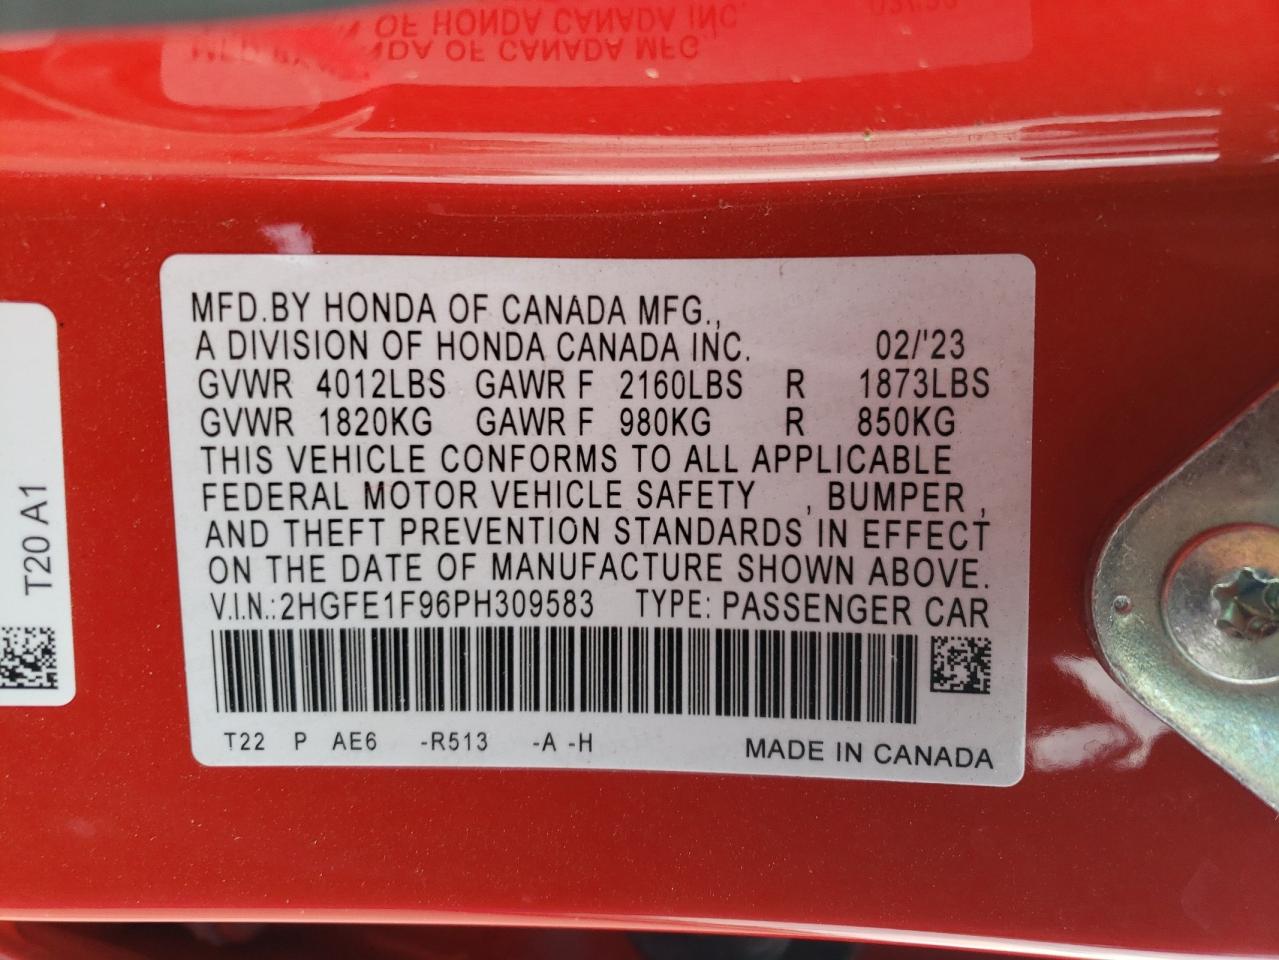 MFD.BY HONDA OF CANADA MFG.,
A DIVISION OF HONDA CANADA INC. 02/'23
GVWR 4012LBS GAWR F 2160LBS R 1873LBS
GVWR 1820KG GAWR F 980KG R 850KG
THIS VEHICLE CONFORMS TO ALL APPLICABLE
FEDERAL MOTOR VEHICLE SAFETY , BUMPER ,
AND THEFT PREVENTION STANDARDS IN EFFECT
ON THE DATE OF MANUFACTURE SHOWN ABOVE.
V.I.N.:2HGFE1F96PH309583 TYPE: PASSENGER CAR
T22 P AE6 -R513 -A -H MADE IN CANADA
T20 A1